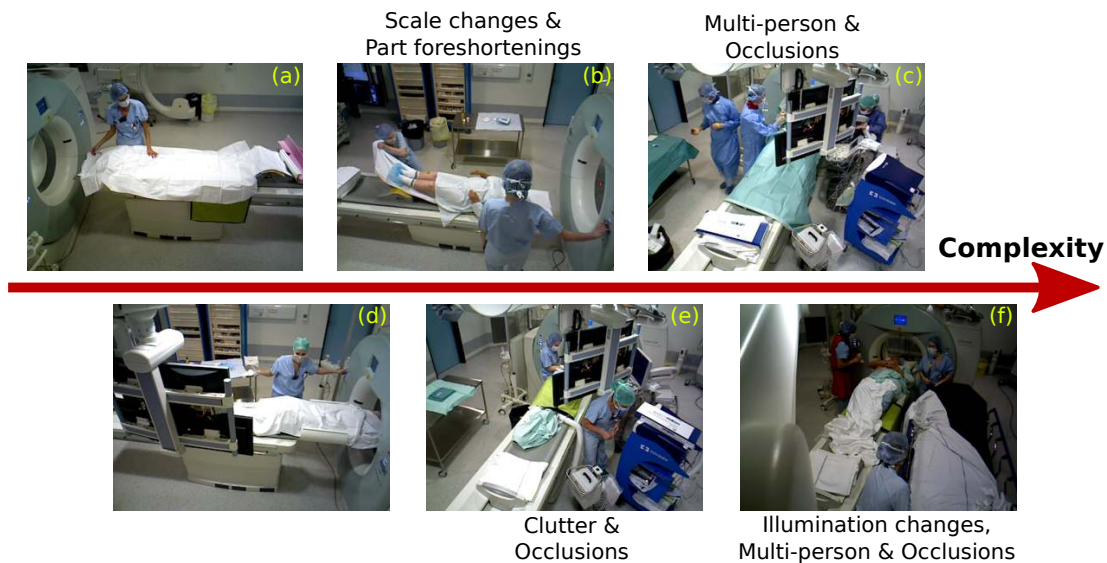 Scale changes &
Part foreshortenings
Multi-person &
Occlusions
(a)
(b)
(c)
Complexity
(d)
(e)
(f)
Clutter &
Occlusions
Illumination changes,
Multi-person & Occlusions